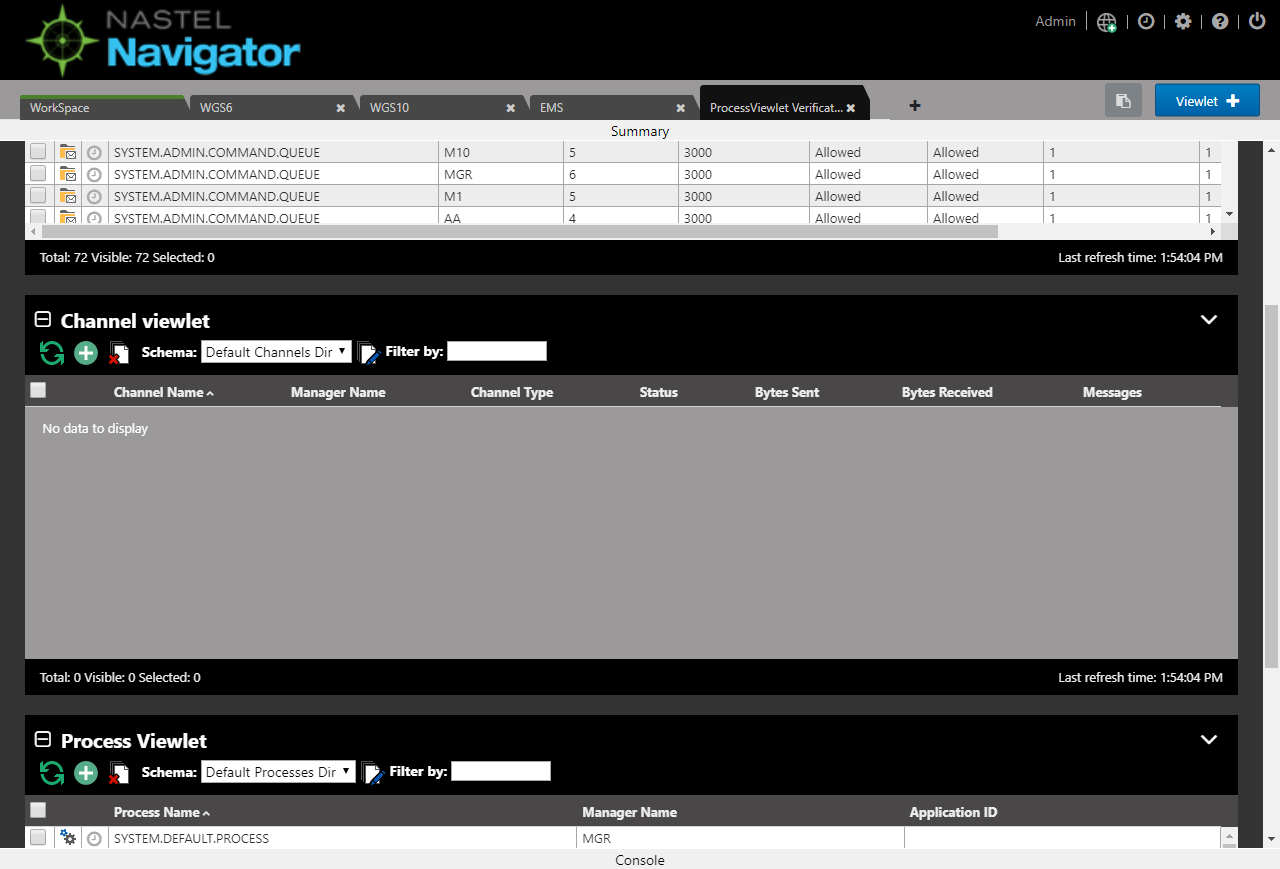 NASTEL
Navigator
Admin
WorkSpace WGS6 WGS10 EMS ProcessViewlet Verificat... Viewlet
Summary
SYSTEM.ADMIN.COMMAND.QUEUE M10 5 3000 Allowed Allowed 1 1
SYSTEM.ADMIN.COMMAND.QUEUE MGR 6 3000 Allowed Allowed 1 1
SYSTEM.ADMIN.COMMAND.QUEUE M1 5 3000 Allowed Allowed 1 1
SYSTEM.ADMIN.COMMAND.QUEUE AA 4 3000 Allowed Allowed 1 1
Total: 72 Visible: 72 Selected: 0 Last refresh time: 1:54:04 PM
Channel viewlet
Schema: Default Channels Dir Filter by:
Channel Name Manager Name Channel Type Status Bytes Sent Bytes Received Messages
No data to display
Total: 0 Visible: 0 Selected: 0 Last refresh time: 1:54:04 PM
Process Viewlet
Schema: Default Processes Dir Filter by:
Process Name Manager Name Application ID
SYSTEM.DEFAULT.PROCESS MGR
Console